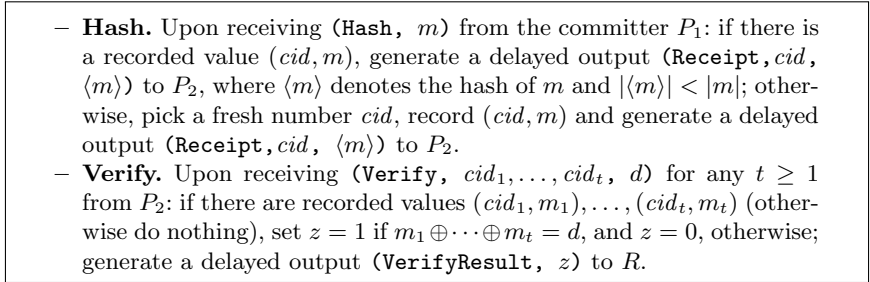 – Hash. Upon receiving (Hash, m) from the committer P₁: if there is
a recorded value (cid, m), generate a delayed output (Receipt,cid,
⟨m⟩) to P₂, where ⟨m⟩ denotes the hash of m and |⟨m⟩| < |m|; other-
wise, pick a fresh number cid, record (cid, m) and generate a delayed
output (Receipt,cid, ⟨m⟩) to P₂.
– Verify. Upon receiving (Verify, cid₁,...,cidₜ, d) for any t ≥ 1
from P₂: if there are recorded values (cid₁, m₁),...,(cidₜ, mₜ) (other-
wise do nothing), set z = 1 if m₁ ⊕···⊕ mₜ = d, and z = 0, otherwise;
generate a delayed output (VerifyResult, z) to R.